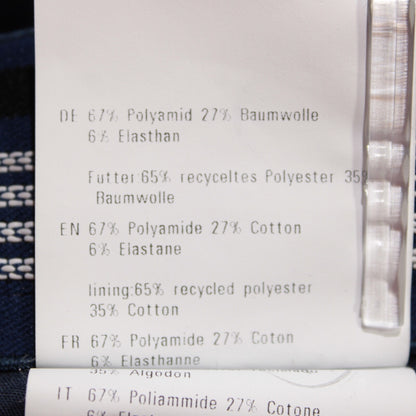 DE 67% Polyamid 27% Baumwolle
6% Elasthan
Futter:65% recyceltes Polyester 35%
Baumwolle
EN 67% Polyamide 27% Cotton
6% Elastane
lining:65% recycled polyester
35% Cotton
FR 67% Polyamide 27% Coton
6% Elasthanne
35% Algodon
IT 67% Poliammide 27% Cotone
6% Elastan